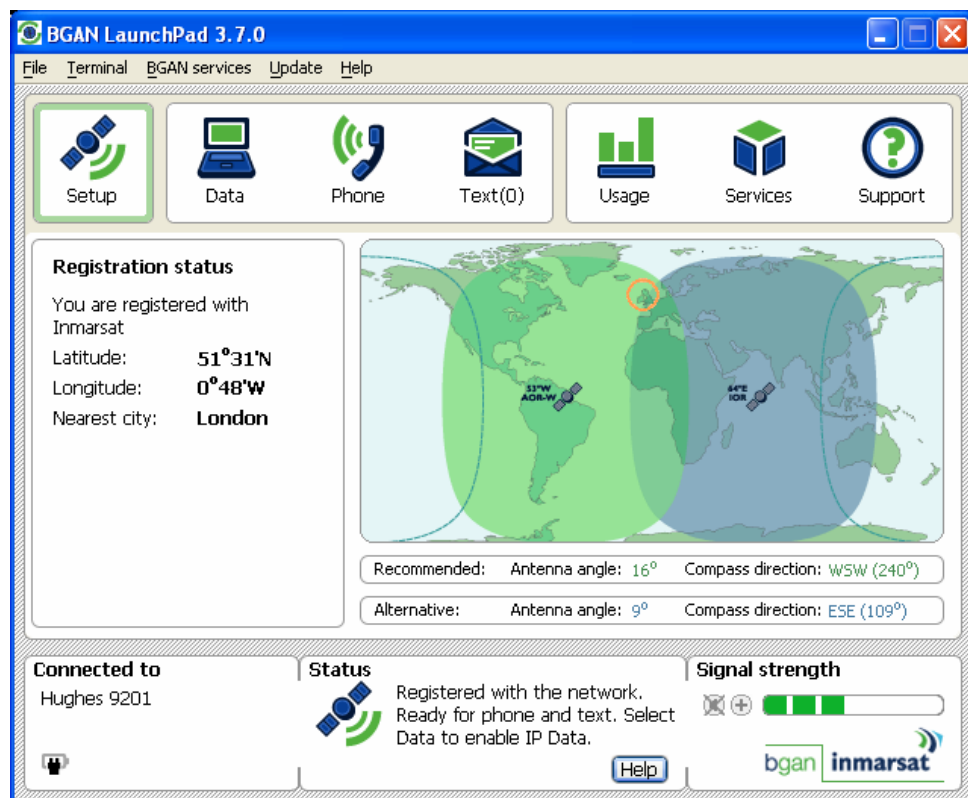 BGAN LaunchPad 3.7.0
File Terminal BGAN services Update Help
Setup
Data
Phone
Text(0)
Usage
Services
Support
Registration status
You are registered with
Inmarsat
Latitude: 51°31'N
Longitude: 0°48'W
Nearest city: London
53°W
AOR-W
64°E
IOR
Recommended: Antenna angle: 16° Compass direction: WSW (240°)
Alternative: Antenna angle: 9° Compass direction: ESE (109°)
Connected to
Hughes 9201
Status
Registered with the network.
Ready for phone and text. Select
Data to enable IP Data.
Help
Signal strength
bgan inmarsat